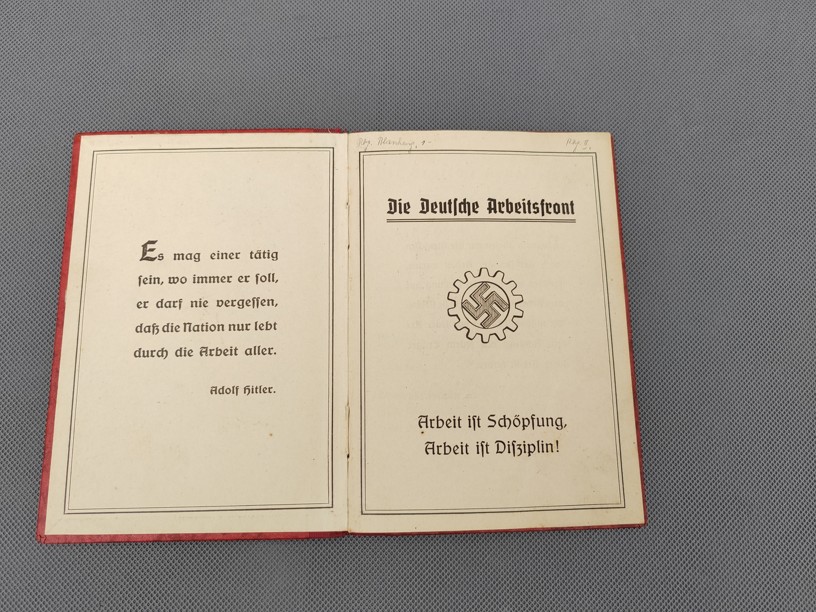 Es mag einer tätig
sein, wo immer er soll,
er darf nie vergessen,
daß die Nation nur lebt
durch die Arbeit aller.
Adolf Hitler.
Die Deutsche Arbeitsfront
Arbeit ist Schöpfung,
Arbeit ist Disziplin!